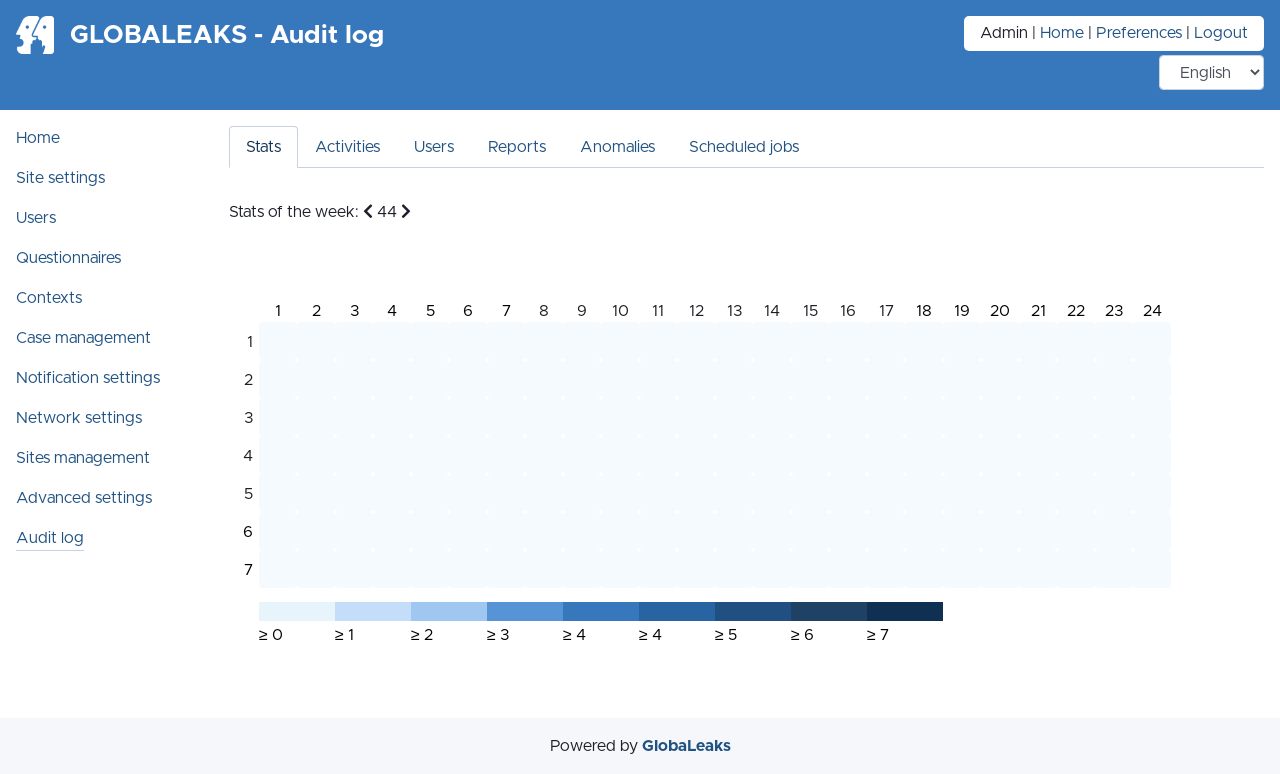 GLOBALEAKS - Audit log
Admin | Home | Preferences | Logout
English
Home
Site settings
Users
Questionnaires
Contexts
Case management
Notification settings
Network settings
Sites management
Advanced settings
Audit log
Stats Activities Users Reports Anomalies Scheduled jobs
Stats of the week: 44
1 2 3 4 5 6 7 8 9 10 11 12 13 14 15 16 17 18 19 20 21 22 23 24
1
2
3
4
5
6
7
≥ 0 ≥ 1 ≥ 2 ≥ 3 ≥ 4 ≥ 4 ≥ 5 ≥ 6 ≥ 7
Powered by GlobaLeaks